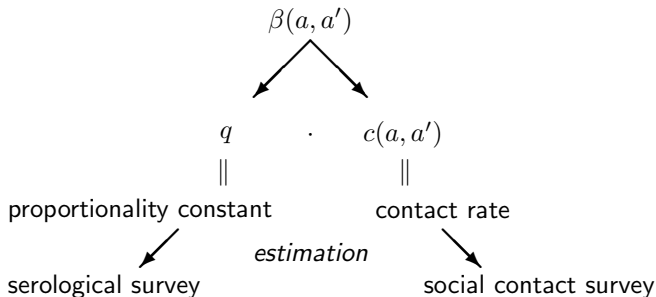 β(a, a′)
q · c(a, a′)
‖ ‖
proportionality constant contact rate
estimation
serological survey social contact survey